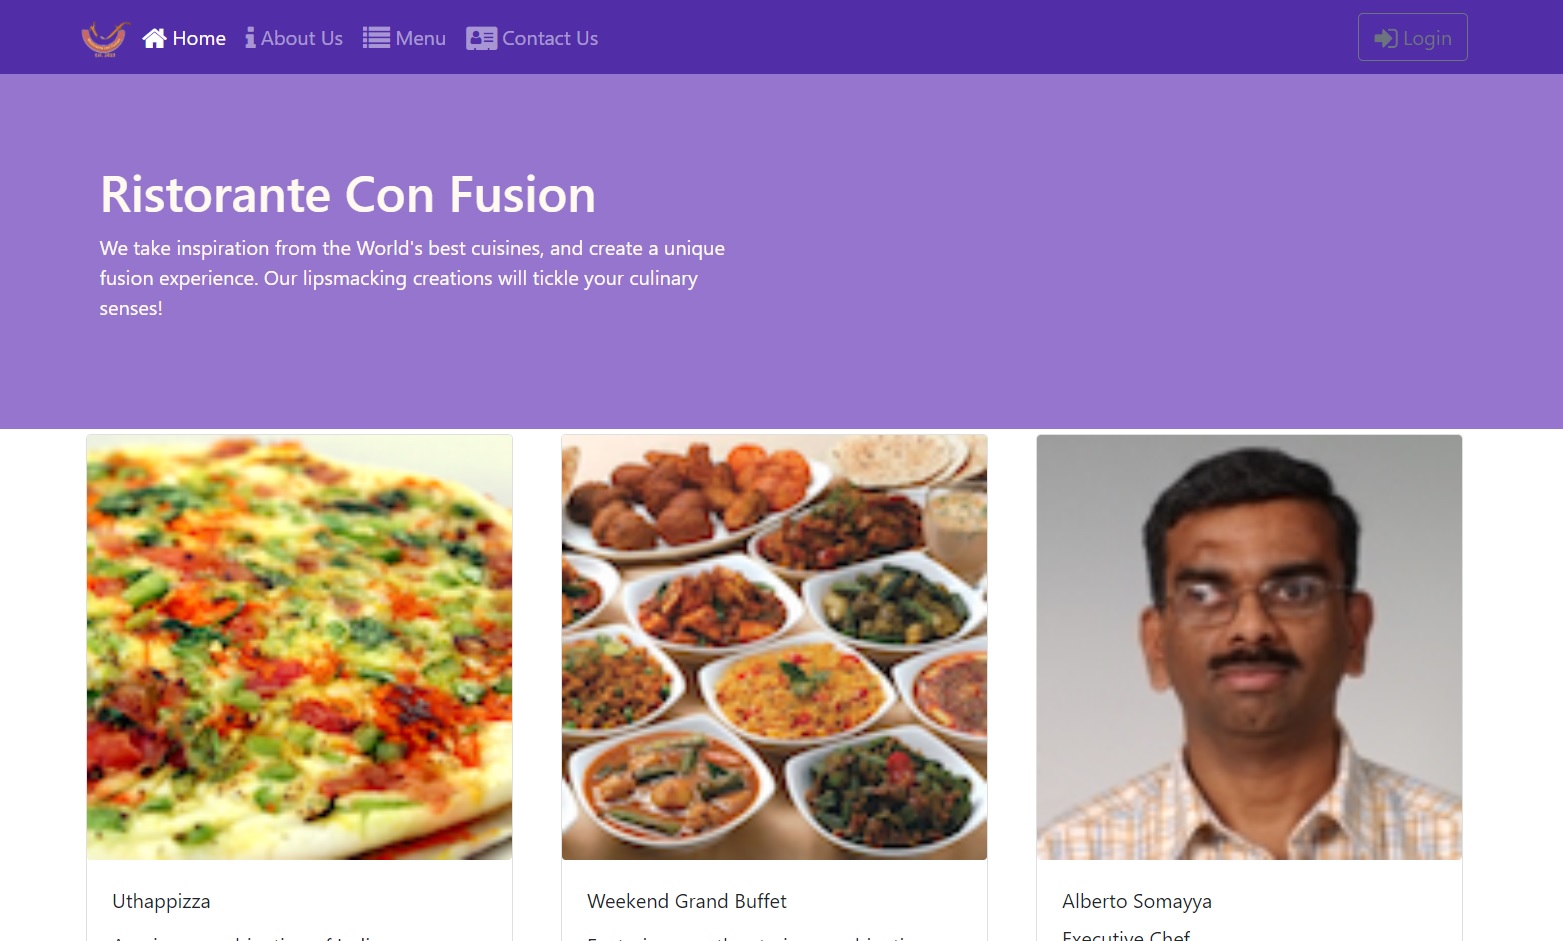 Home About Us Menu Contact Us Login
Ristorante Con Fusion
We take inspiration from the World's best cuisines, and create a unique
fusion experience. Our lipsmacking creations will tickle your culinary
senses!
Uthappizza Weekend Grand Buffet Alberto Somayya
Executive Chef